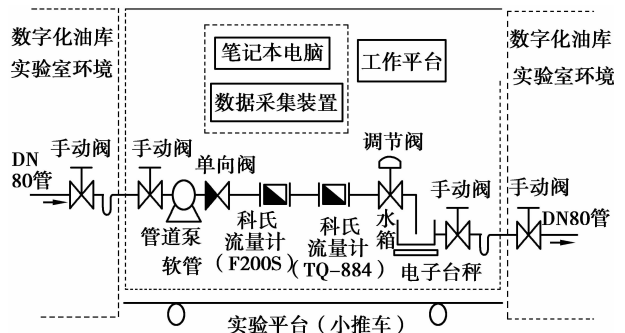 数字化油库
实验室环境
笔记本电脑
数据采集装置
工作平台
数字化油库
实验室环境
DN
80管
手动阀
手动阀
单向阀
调节阀
手动阀
手动阀
DN80管
管道泵
软管
科氏
流量计
(F200S)
科氏
流量计
(TQ-884)
水
箱
电子台秤
实验平台(小推车)